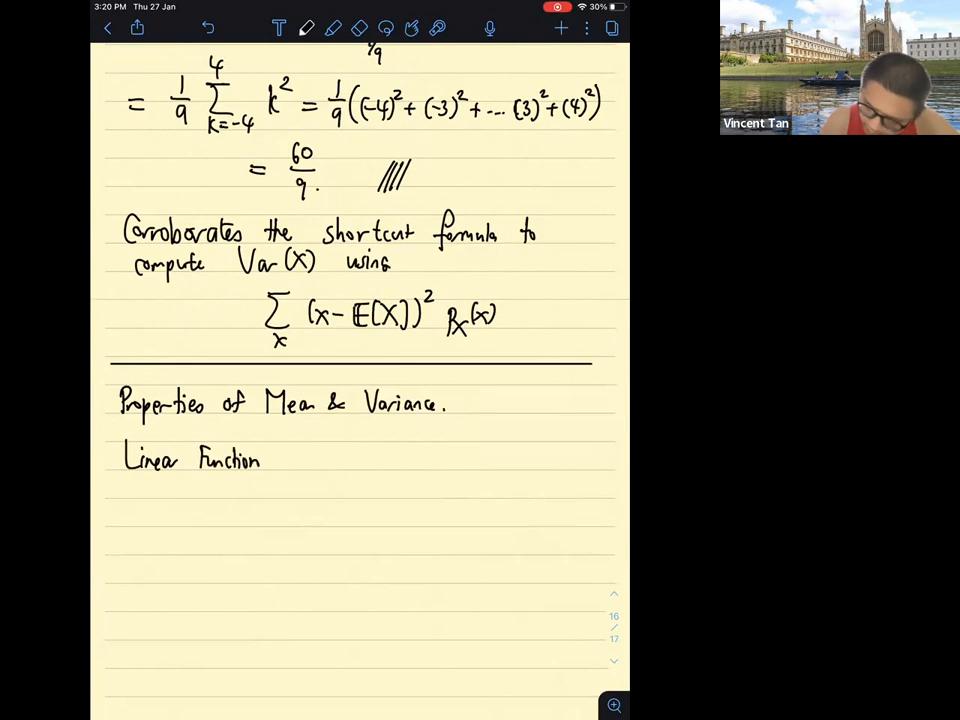 3:20 PM Thu 27 Jan
30%
1/9
= 1/9 ∑_{k=-4}^{4} k² = 1/9 ((-4)² + (-3)² + ... (3)² + (4)²)
= 60/9.
Corroborates the shortcut formula to
compute Var(X) using
∑_x (x - E[X])² p_X(x)
Properties of Mean & Variance.
Linear Function
16
/
17
Vincent Tan